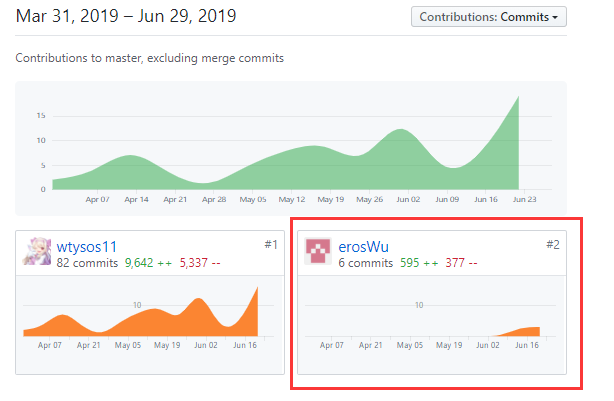 Mar 31, 2019 – Jun 29, 2019
Contributions: Commits
Contributions to master, excluding merge commits
15
10
5
0
Apr 07 Apr 14 Apr 21 Apr 28 May 05 May 12 May 19 May 26 Jun 02 Jun 09 Jun 16 Jun 23
wtysos11 #1
82 commits 9,642 ++ 5,337 --
10
Apr 07 Apr 21 May 05 May 19 Jun 02 Jun 16
erosWu #2
6 commits 595 ++ 377 --
10
Apr 07 Apr 21 May 05 May 19 Jun 02 Jun 16